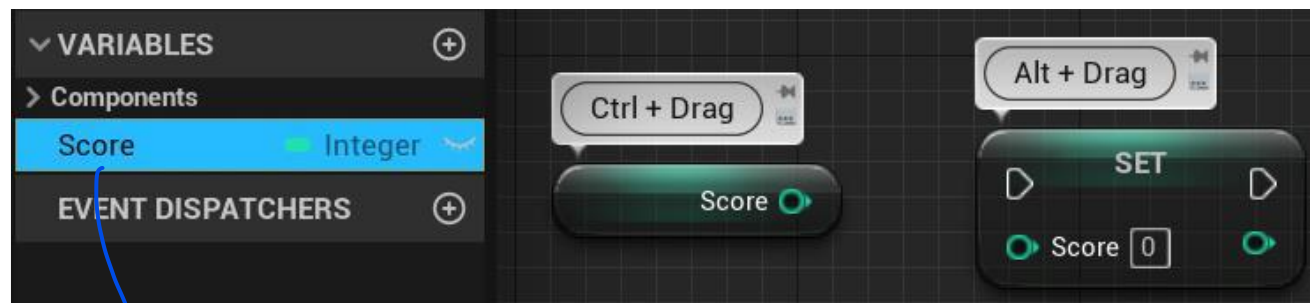 VARIABLES
Components
Score Integer
EVENT DISPATCHERS
Ctrl + Drag
Score
Alt + Drag
SET
Score 0